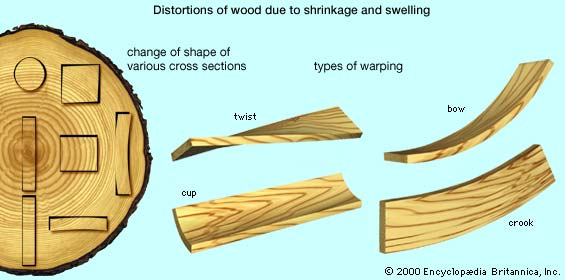 Distortions of wood due to shrinkage and swelling
change of shape of
various cross sections
types of warping
twist
bow
cup
crook
© 2000 Encyclopædia Britannica, Inc.